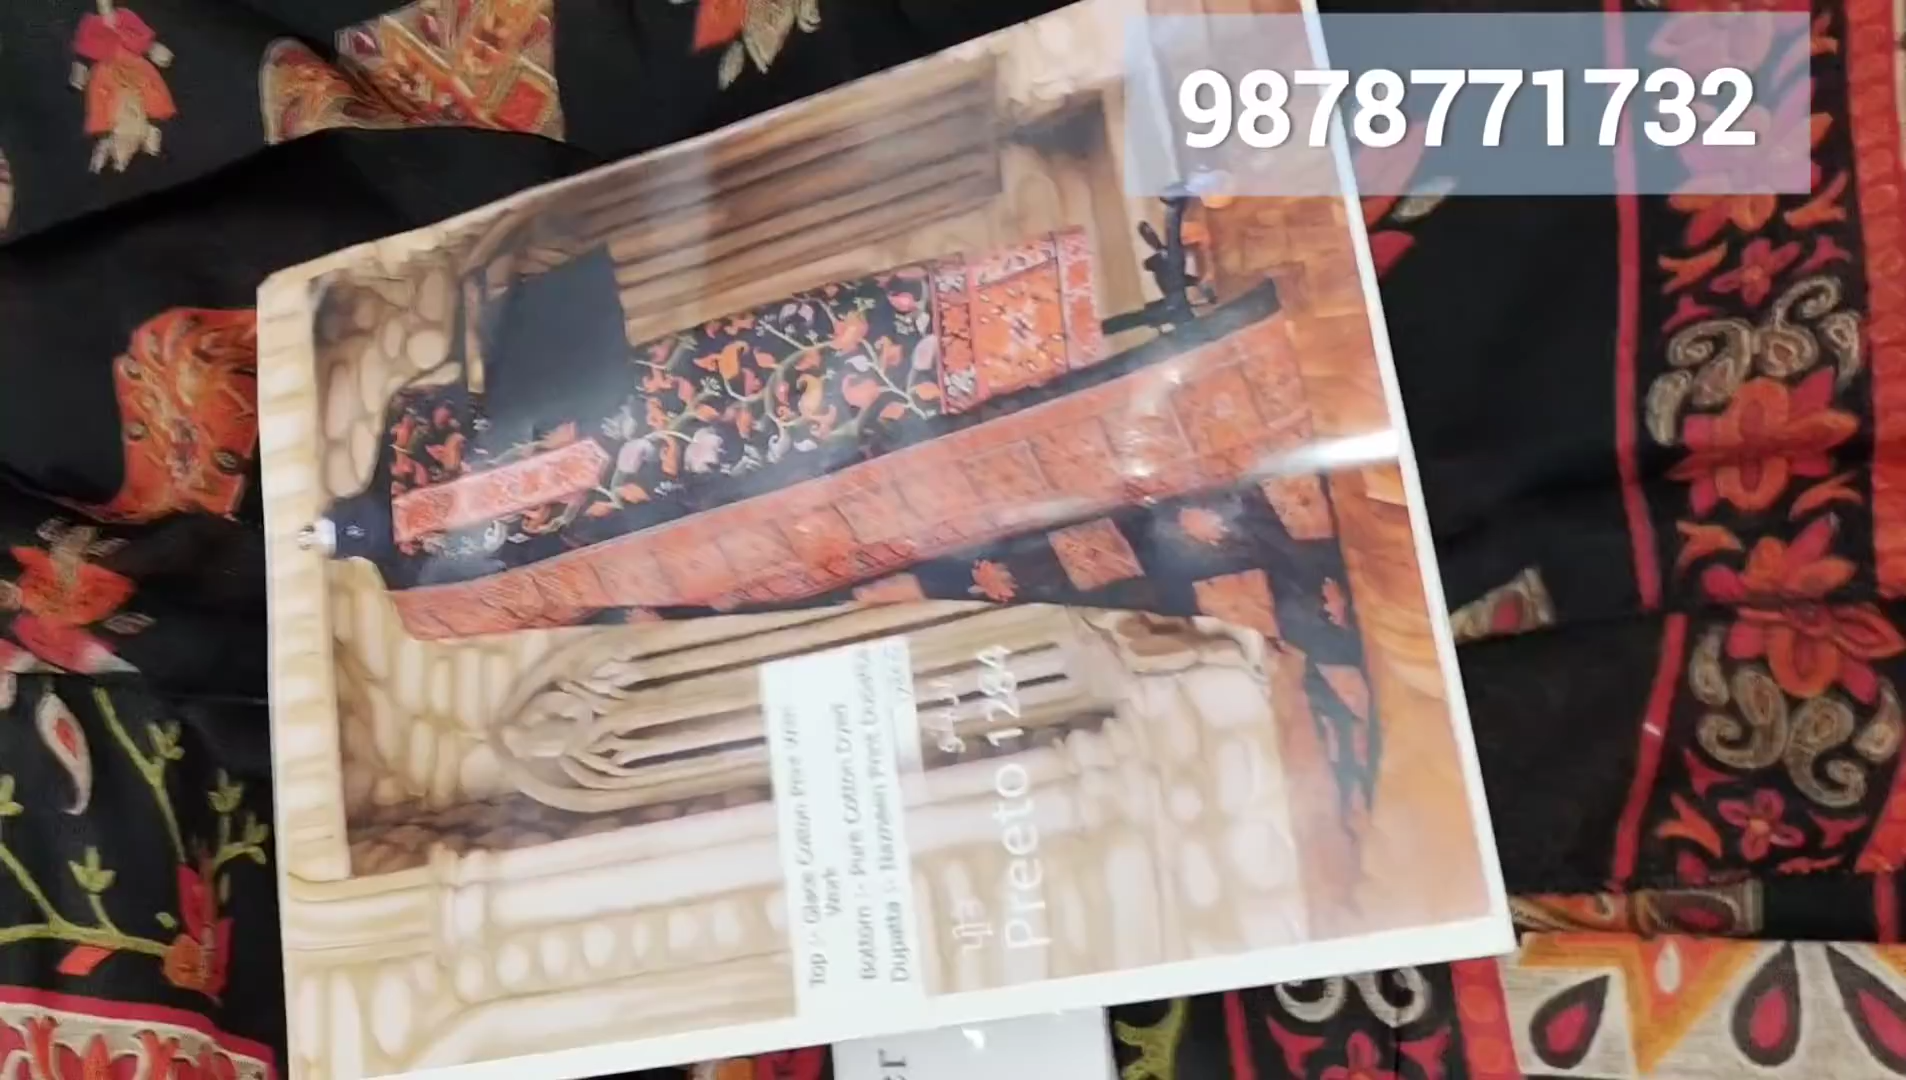 9878771732
Top :- Glace Cotton Print With
Work
Bottom :- Pure Cotton Dyed
Dupatta :- Nazneen Print Dupatta
Preeto 1284